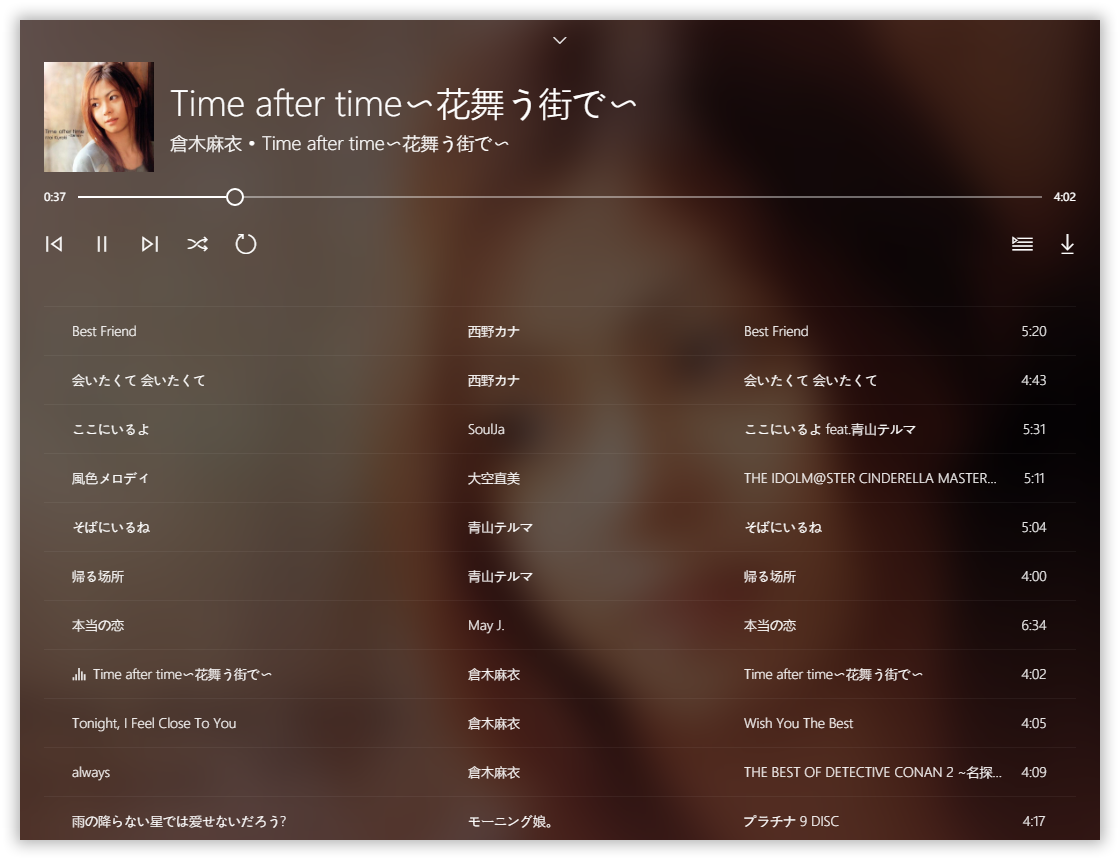 Time after time〜花舞う街で〜
倉木麻衣 • Time after time〜花舞う街で〜
0:37 4:02
Best Friend 西野カナ Best Friend 5:20
会いたくて 会いたくて 西野カナ 会いたくて 会いたくて 4:43
ここにいるよ SoulJa ここにいるよ feat.青山テルマ 5:31
風色メロディ 大空直美 THE IDOLM@STER CINDERELLA MASTER... 5:11
そばにいるね 青山テルマ そばにいるね 5:04
帰る場所 青山テルマ 帰る場所 4:00
本当の恋 May J. 本当の恋 6:34
Time after time〜花舞う街で〜 倉木麻衣 Time after time〜花舞う街で〜 4:02
Tonight, I Feel Close To You 倉木麻衣 Wish You The Best 4:05
always 倉木麻衣 THE BEST OF DETECTIVE CONAN 2 ~名探... 4:09
雨の降らない星では愛せないだろう? モーニング娘。 プラチナ 9 DISC 4:17